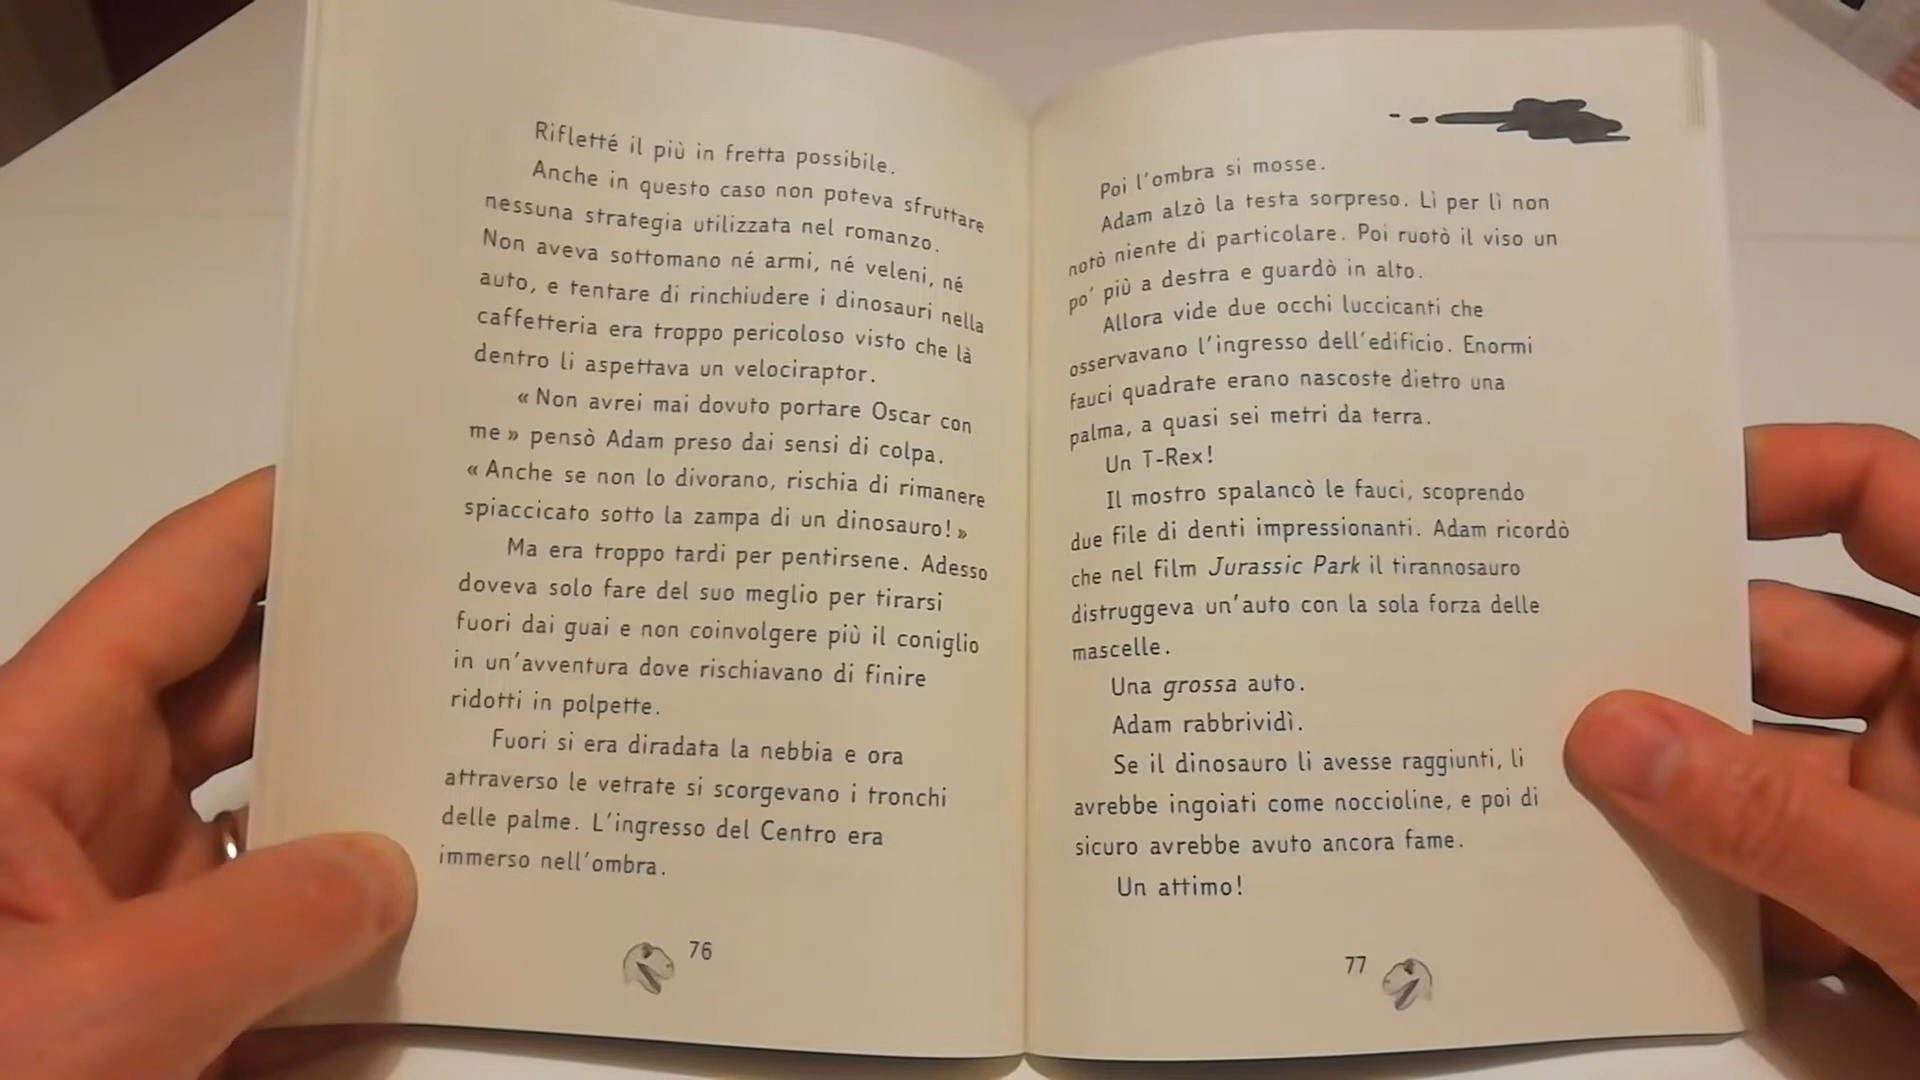 Rifletté il più in fretta possibile.
Anche in questo caso non poteva sfruttare
nessuna strategia utilizzata nel romanzo.
Non aveva sottomano né armi, né veleni, né
auto, e tentare di rinchiudere i dinosauri nella
caffetteria era troppo pericoloso visto che là
dentro li aspettava un velociraptor.
«Non avrei mai dovuto portare Oscar con
me» pensò Adam preso dai sensi di colpa.
«Anche se non lo divorano, rischia di rimanere
spiaccicato sotto la zampa di un dinosauro!»
Ma era troppo tardi per pentirsene. Adesso
doveva solo fare del suo meglio per tirarsi
fuori dai guai e non coinvolgere più il coniglio
in un'avventura dove rischiavano di finire
ridotti in polpette.
Fuori si era diradata la nebbia e ora
attraverso le vetrate si scorgevano i tronchi
delle palme. L'ingresso del Centro era
immerso nell'ombra.
76
Poi l'ombra si mosse.
Adam alzò la testa sorpreso. Lì per lì non
notò niente di particolare. Poi ruotò il viso un
po' più a destra e guardò in alto.
Allora vide due occhi luccicanti che
osservavano l'ingresso dell'edificio. Enormi
fauci quadrate erano nascoste dietro una
palma, a quasi sei metri da terra.
Un T-Rex!
Il mostro spalancò le fauci, scoprendo
due file di denti impressionanti. Adam ricordò
che nel film Jurassic Park il tirannosauro
distruggeva un'auto con la sola forza delle
mascelle.
Una grossa auto.
Adam rabbrividì.
Se il dinosauro li avesse raggiunti, li
avrebbe ingoiati come noccioline, e poi di
sicuro avrebbe avuto ancora fame.
Un attimo!
77